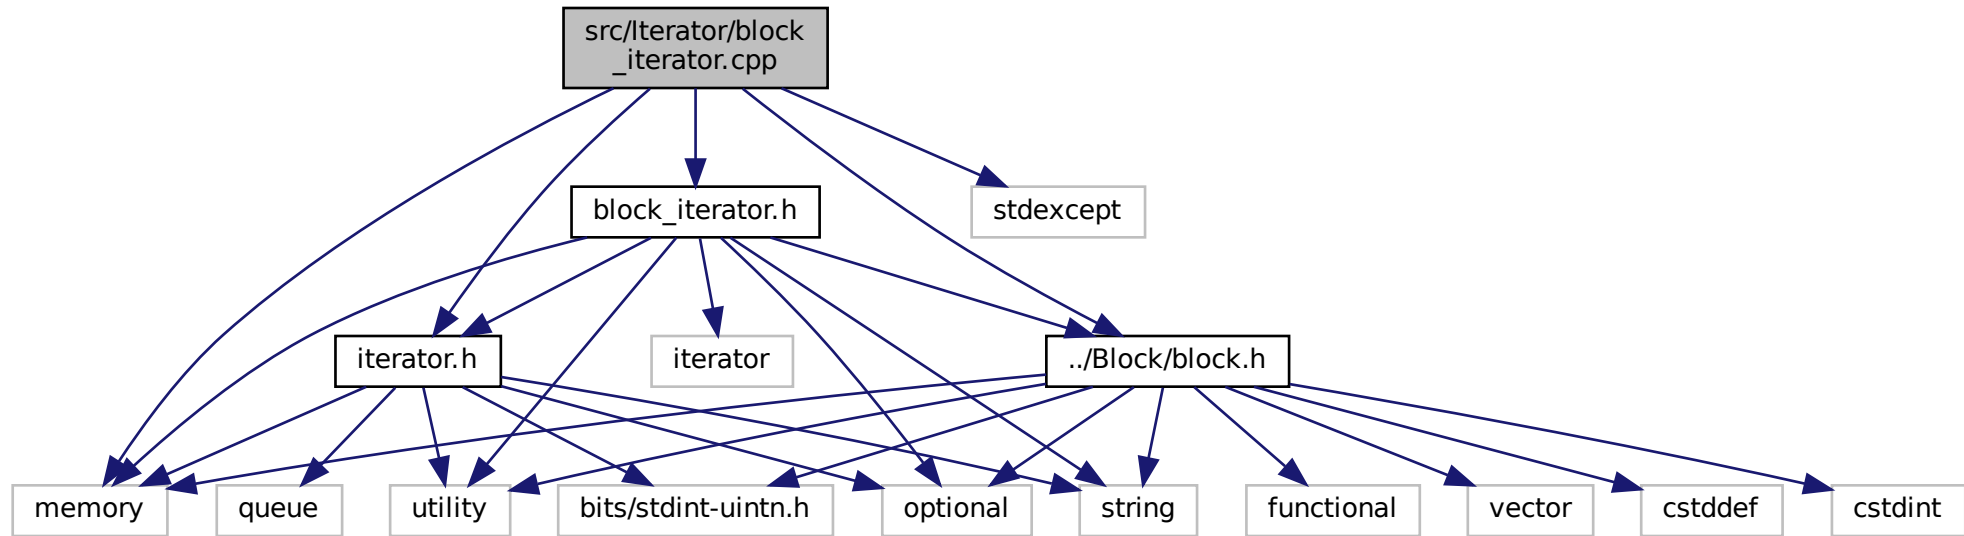 src/Iterator/block
_iterator.cpp
block_iterator.h
stdexcept
iterator.h
iterator
../Block/block.h
memory
queue
utility
bits/stdint-uintn.h
optional
string
functional
vector
cstddef
cstdint